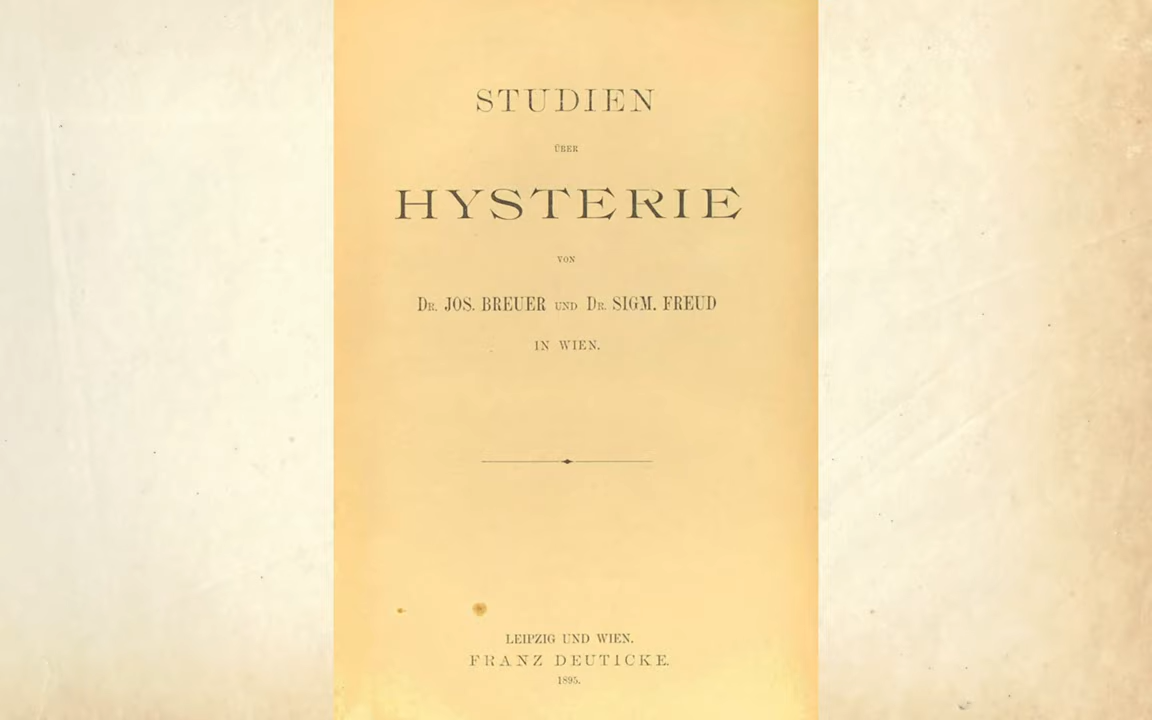 STUDIEN
ÜBER
HYSTERIE
VON
DR. JOS. BREUER UND DR. SIGM. FREUD
IN WIEN.
LEIPZIG UND WIEN.
FRANZ DEUTICKE.
1895.